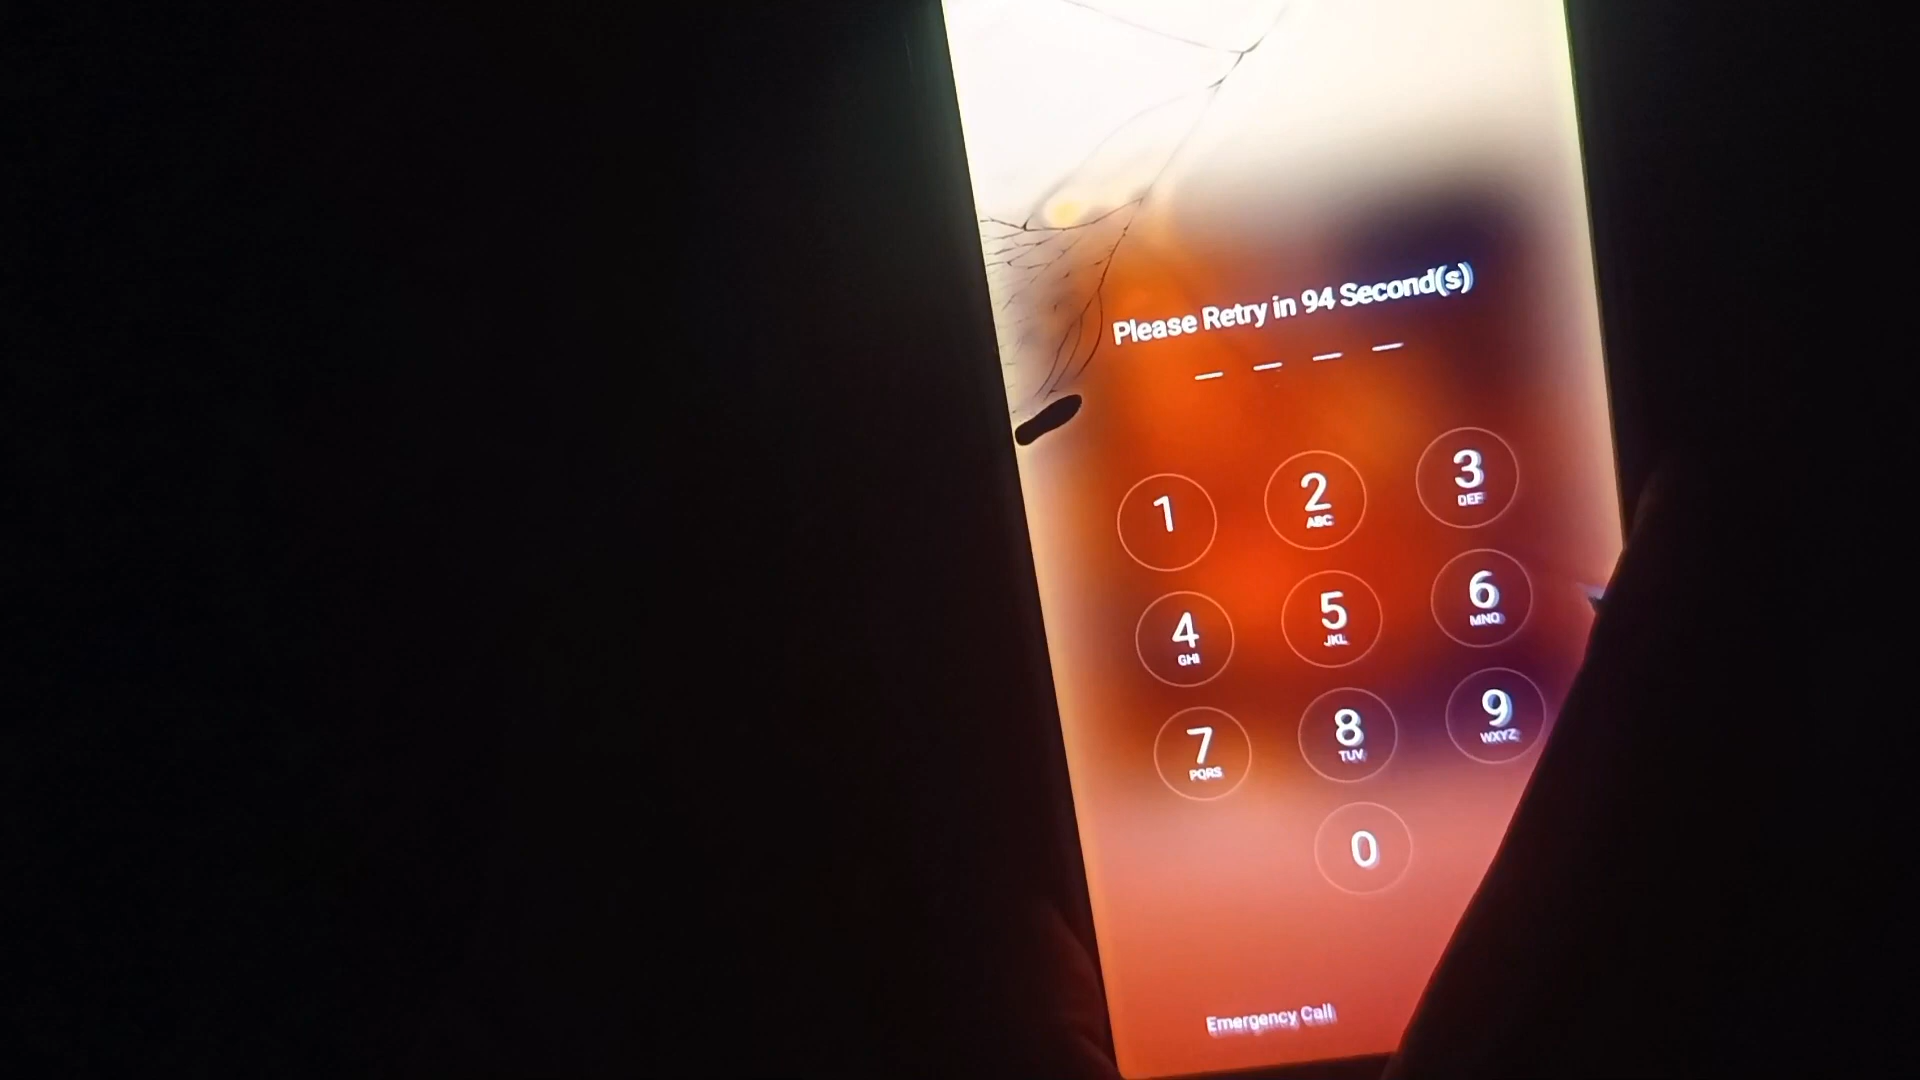 Please Retry in 94 Second(s)
1
2
ABC
3
DEF
4
GHI
5
JKL
6
MNO
7
PQRS
8
TUV
9
WXYZ
0
Emergency Call